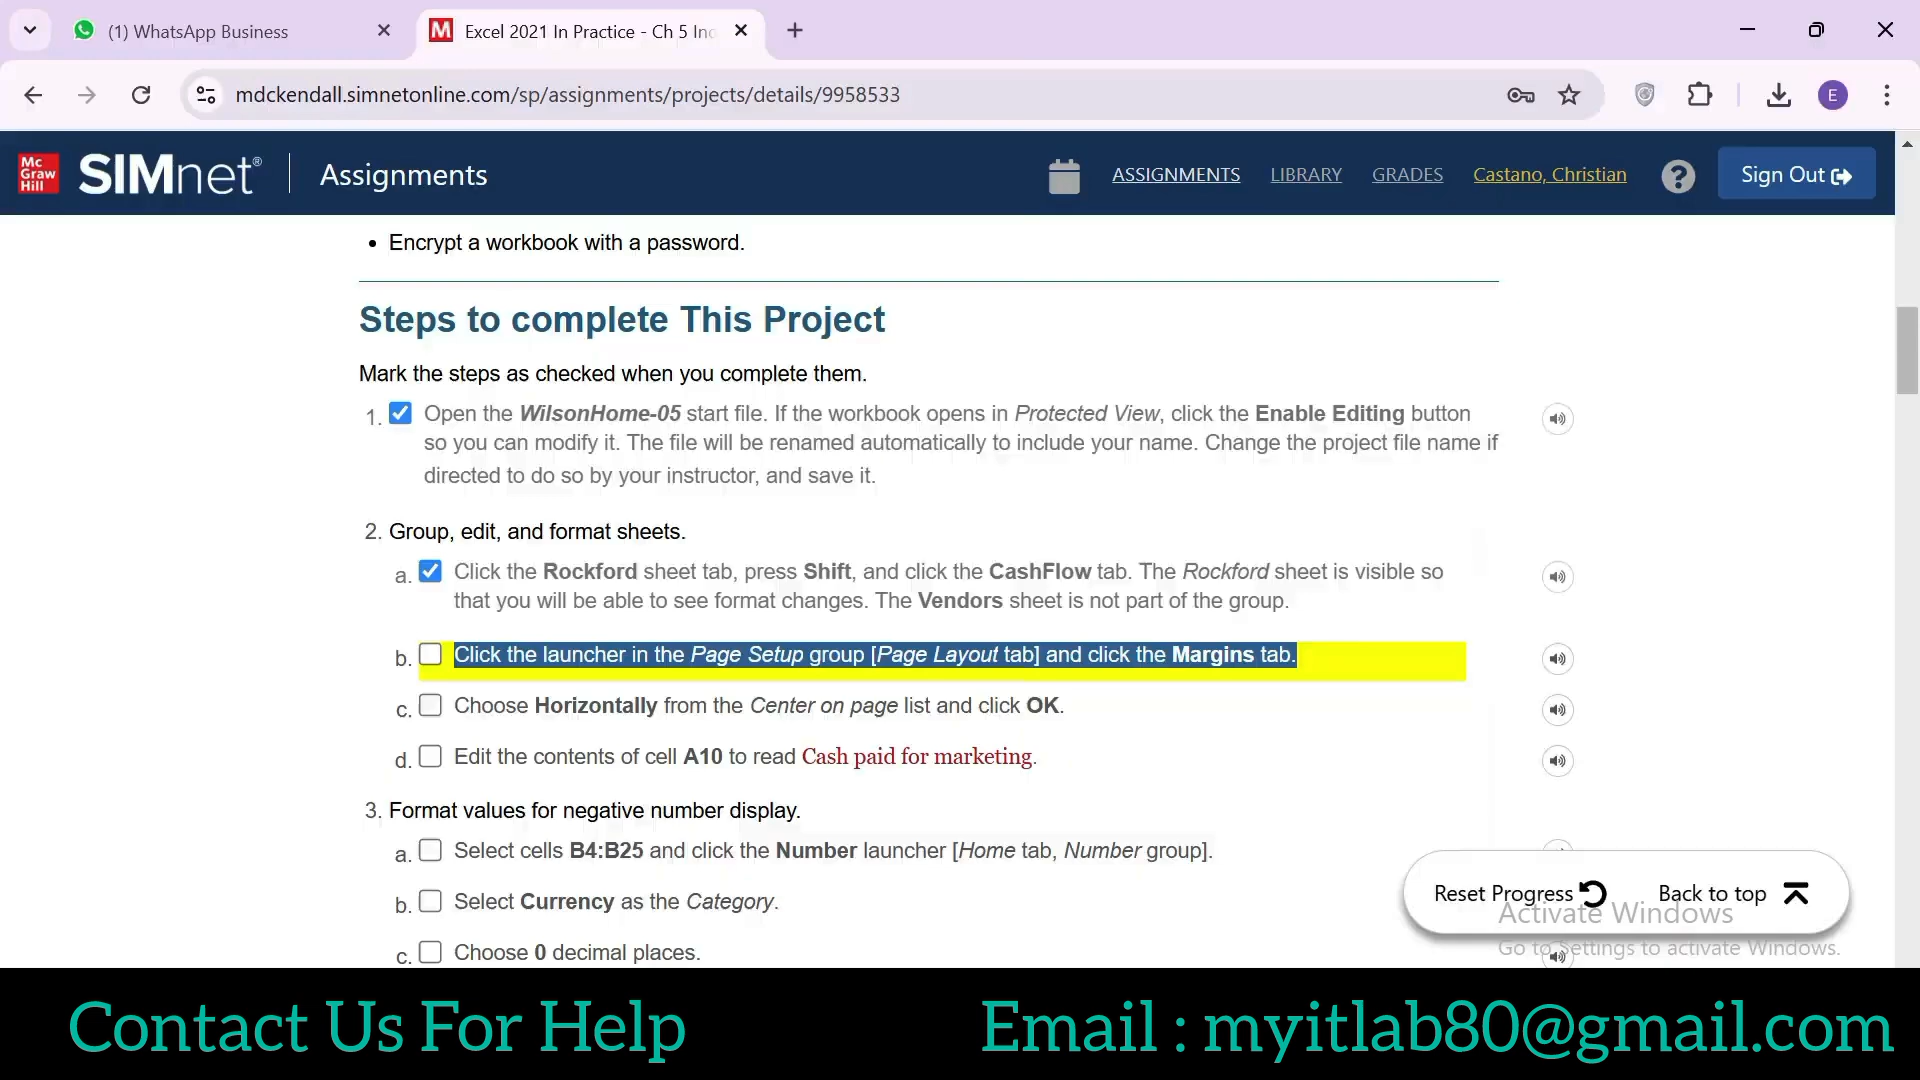 (1) WhatsApp Business
Excel 2021 In Practice - Ch 5 Inc
mdckendall.simnetonline.com/sp/assignments/projects/details/9958533
E
Mc Graw Hill
SIMnet®
Assignments
ASSIGNMENTS
LIBRARY
GRADES
Castano, Christian
Sign Out
• Encrypt a workbook with a password.
Steps to complete This Project
Mark the steps as checked when you complete them.
1. Open the WilsonHome-05 start file. If the workbook opens in Protected View, click the Enable Editing button
so you can modify it. The file will be renamed automatically to include your name. Change the project file name if
directed to do so by your instructor, and save it.
2. Group, edit, and format sheets.
a. Click the Rockford sheet tab, press Shift, and click the CashFlow tab. The Rockford sheet is visible so
that you will be able to see format changes. The Vendors sheet is not part of the group.
b. Click the launcher in the Page Setup group [Page Layout tab] and click the Margins tab.
c. Choose Horizontally from the Center on page list and click OK.
d. Edit the contents of cell A10 to read Cash paid for marketing.
3. Format values for negative number display.
a. Select cells B4:B25 and click the Number launcher [Home tab, Number group].
b. Select Currency as the Category.
c. Choose 0 decimal places.
Reset Progress
Back to top
Activate Windows
Go to Settings to activate Windows.
Contact Us For Help
Email : myitlab80@gmail.com